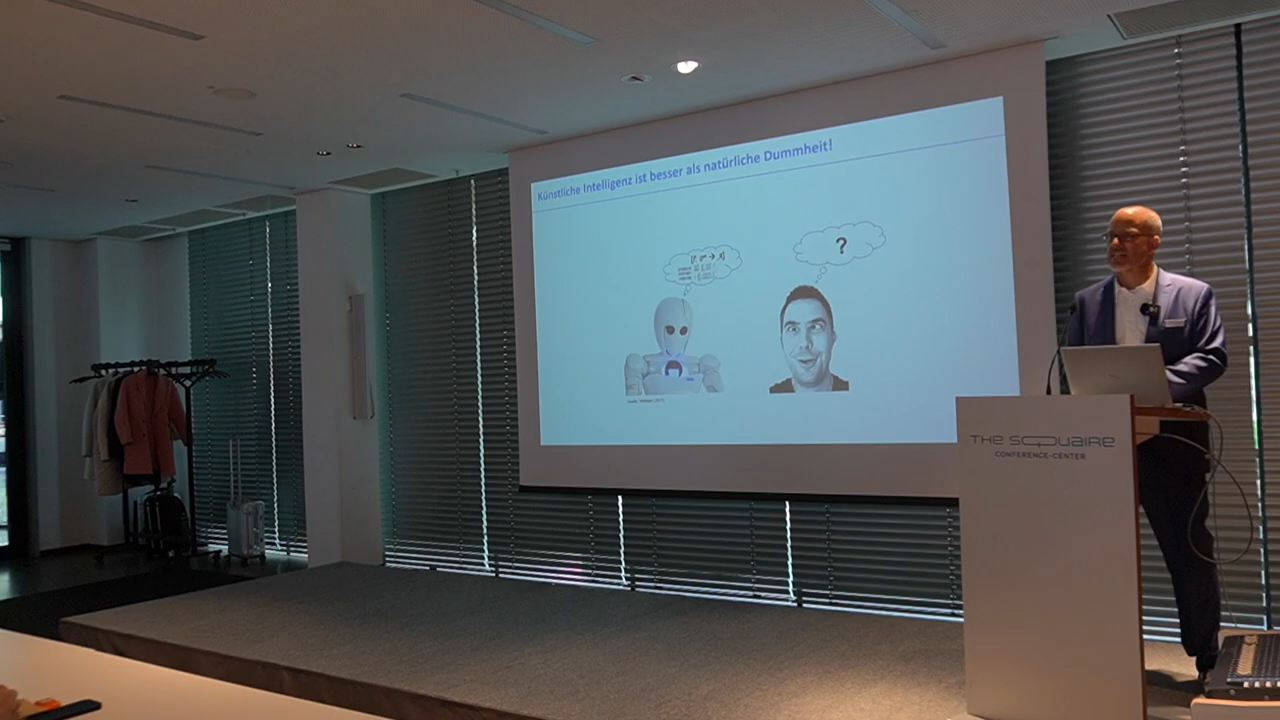 Künstliche Intelligenz ist besser als natürliche Dummheit!
?
THE SQUAIRE
CONFERENCE-CENTER